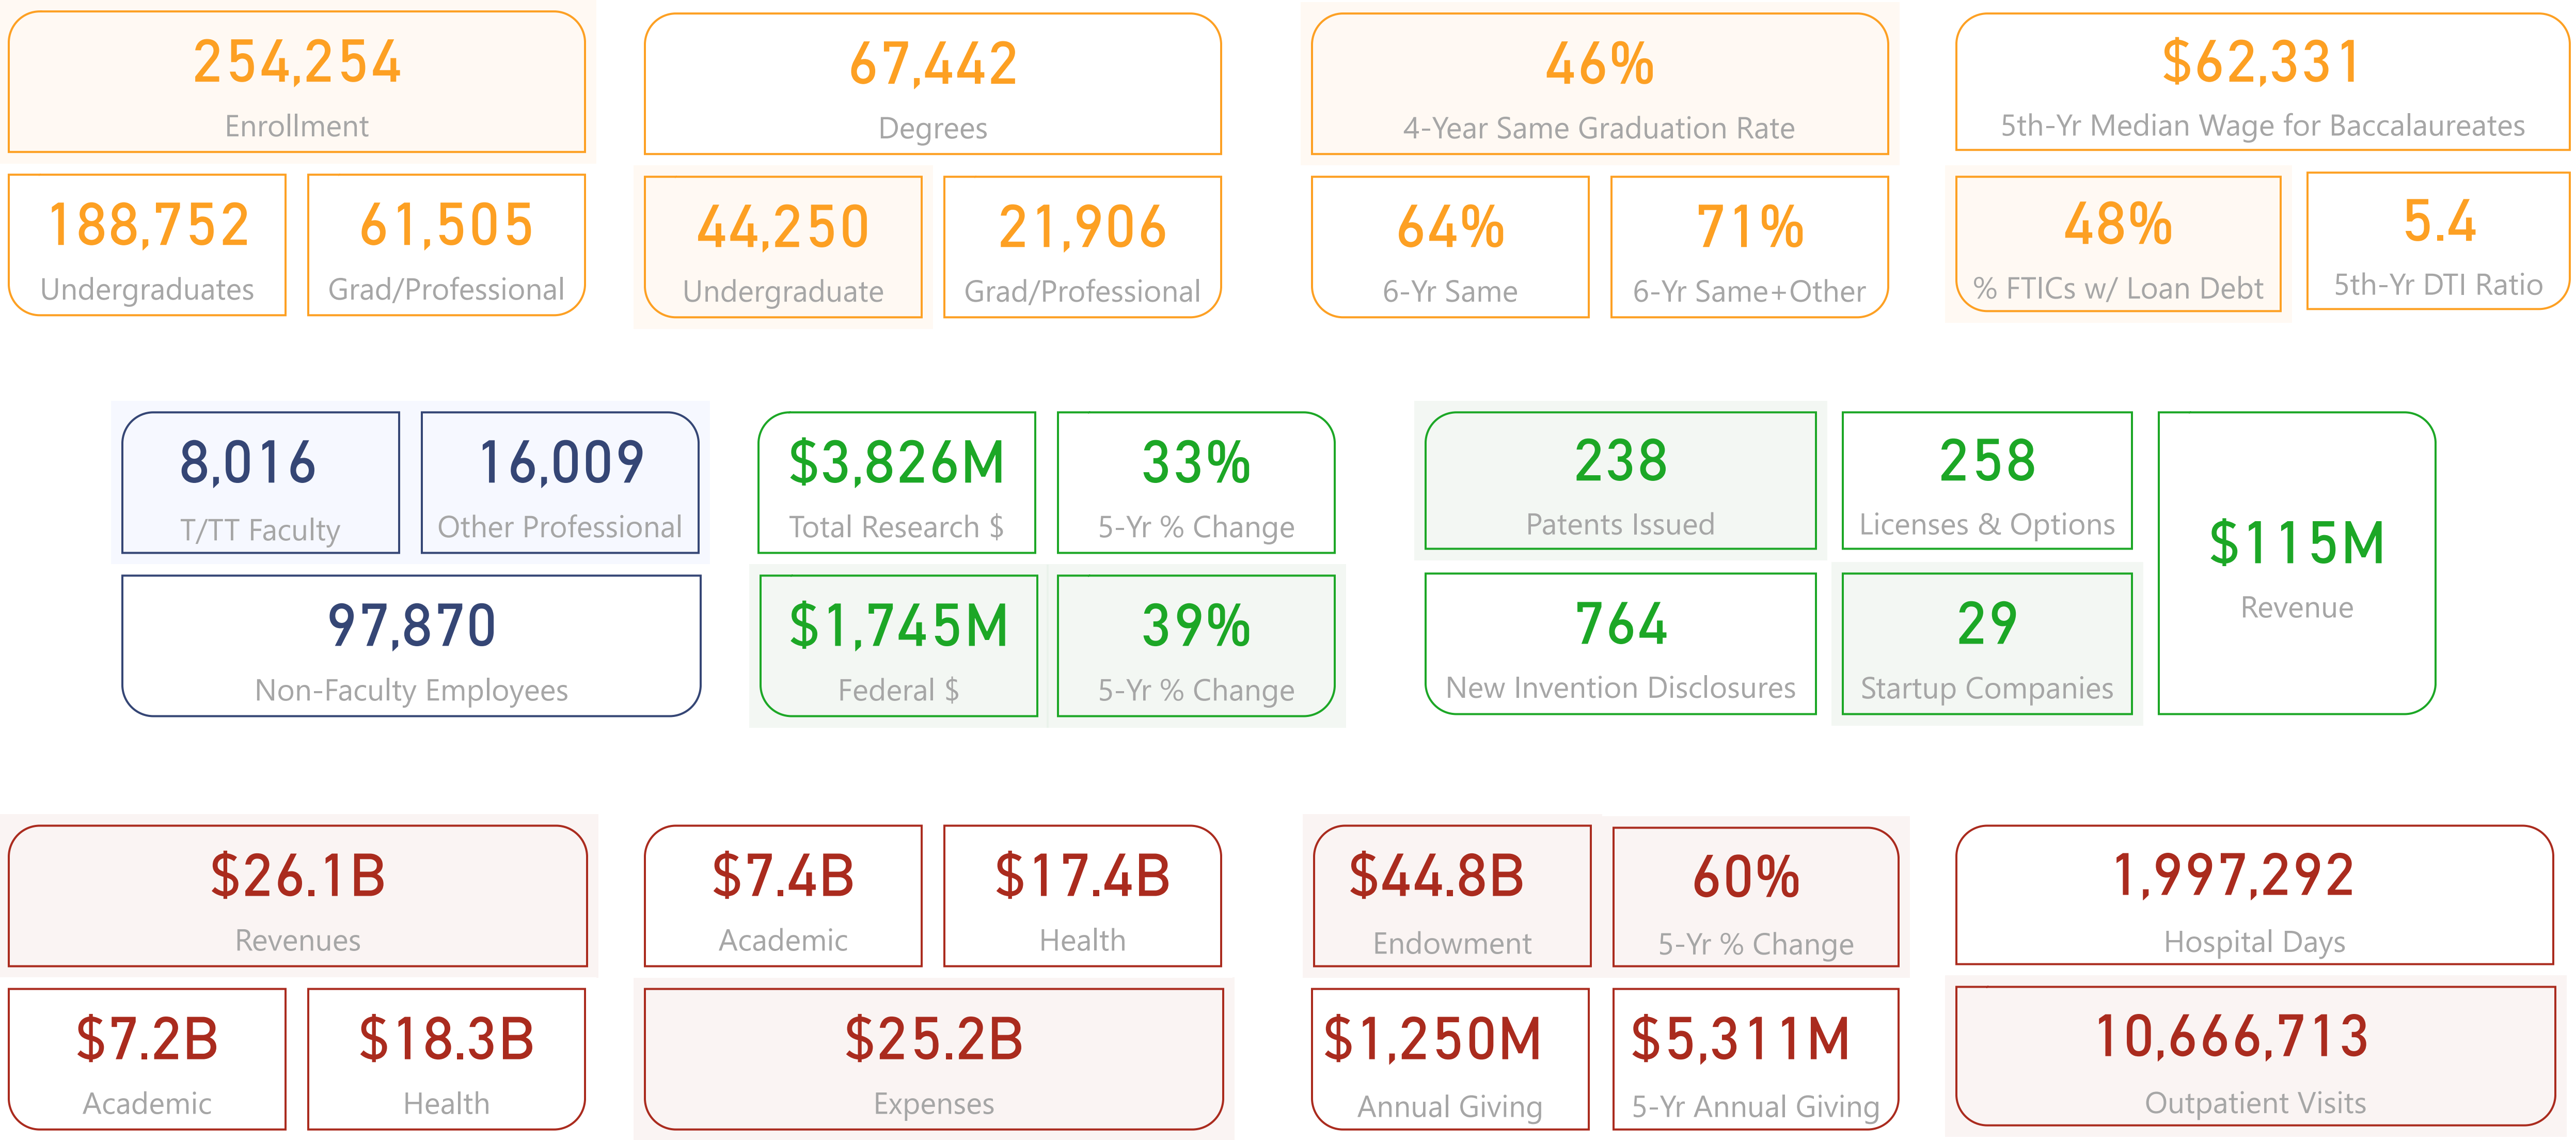 254,254
Enrollment
188,752
Undergraduates
61,505
Grad/Professional
67,442
Degrees
44,250
Undergraduate
21,906
Grad/Professional
46%
4-Year Same Graduation Rate
64%
6-Yr Same
71%
6-Yr Same+Other
$62,331
5th-Yr Median Wage for Baccalaureates
48%
% FTICs w/ Loan Debt
5.4
5th-Yr DTI Ratio
8,016
T/TT Faculty
16,009
Other Professional
97,870
Non-Faculty Employees
$3,826M
Total Research $
33%
5-Yr % Change
$1,745M
Federal $
39%
5-Yr % Change
238
Patents Issued
258
Licenses & Options
764
New Invention Disclosures
29
Startup Companies
$115M
Revenue
$26.1B
Revenues
$7.2B
Academic
$18.3B
Health
$7.4B
Academic
$17.4B
Health
$25.2B
Expenses
$44.8B
Endowment
60%
5-Yr % Change
$1,250M
Annual Giving
$5,311M
5-Yr Annual Giving
1,997,292
Hospital Days
10,666,713
Outpatient Visits